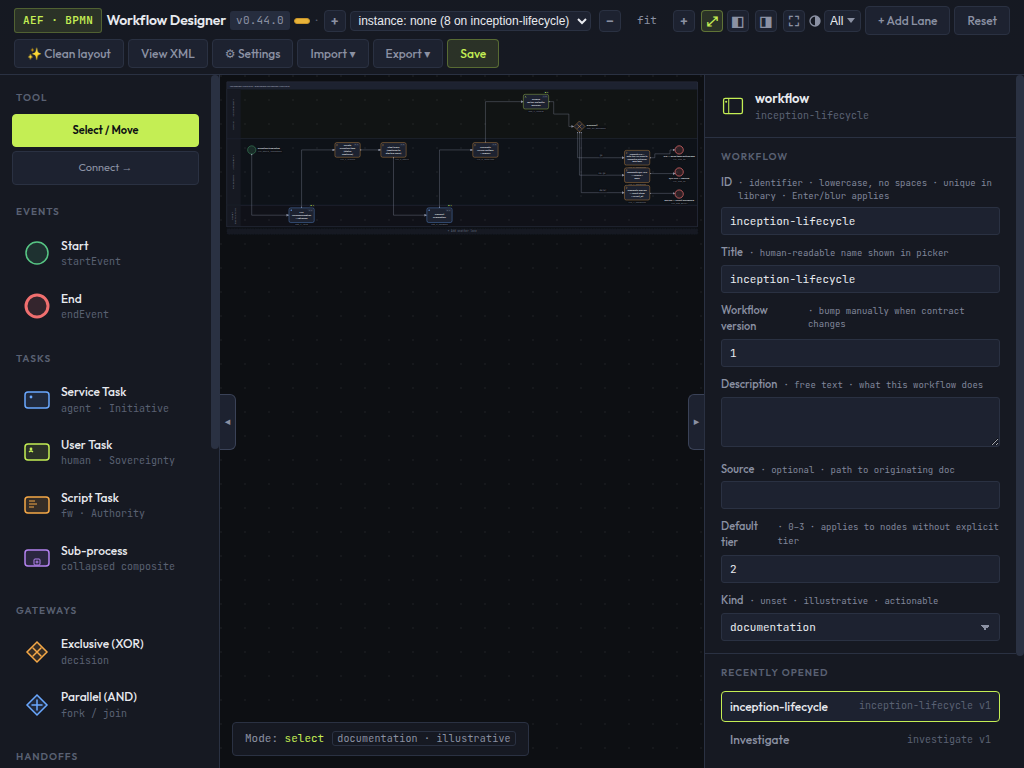 AEF · BPMN
Workflow Designer
v0.44.0
+
instance: none (8 on inception-lifecycle)
−
fit
+
All
+ Add Lane
Reset
✨ Clean layout
View XML
⚙ Settings
Import ▾
Export ▾
Save
TOOL
Select / Move
Connect →
EVENTS
Start
startEvent
End
endEvent
TASKS
Service Task
agent · Initiative
User Task
human · Sovereignty
Script Task
fw · Authority
Sub-process
collapsed composite
GATEWAYS
Exclusive (XOR)
decision
Parallel (AND)
fork / join
HANDOFFS
◂
▸
Mode: select
documentation · illustrative
workflow
inception-lifecycle
WORKFLOW
ID · identifier · lowercase, no spaces · unique in
library · Enter/blur applies
inception-lifecycle
Title · human-readable name shown in picker
inception-lifecycle
Workflow version · bump manually when contract changes
1
Description · free text · what this workflow does
Source · optional · path to originating doc
Default tier · 0–3 · applies to nodes without explicit tier
2
Kind · unset · illustrative · actionable
documentation
RECENTLY OPENED
inception-lifecycle
inception-lifecycle v1
Investigate
investigate v1